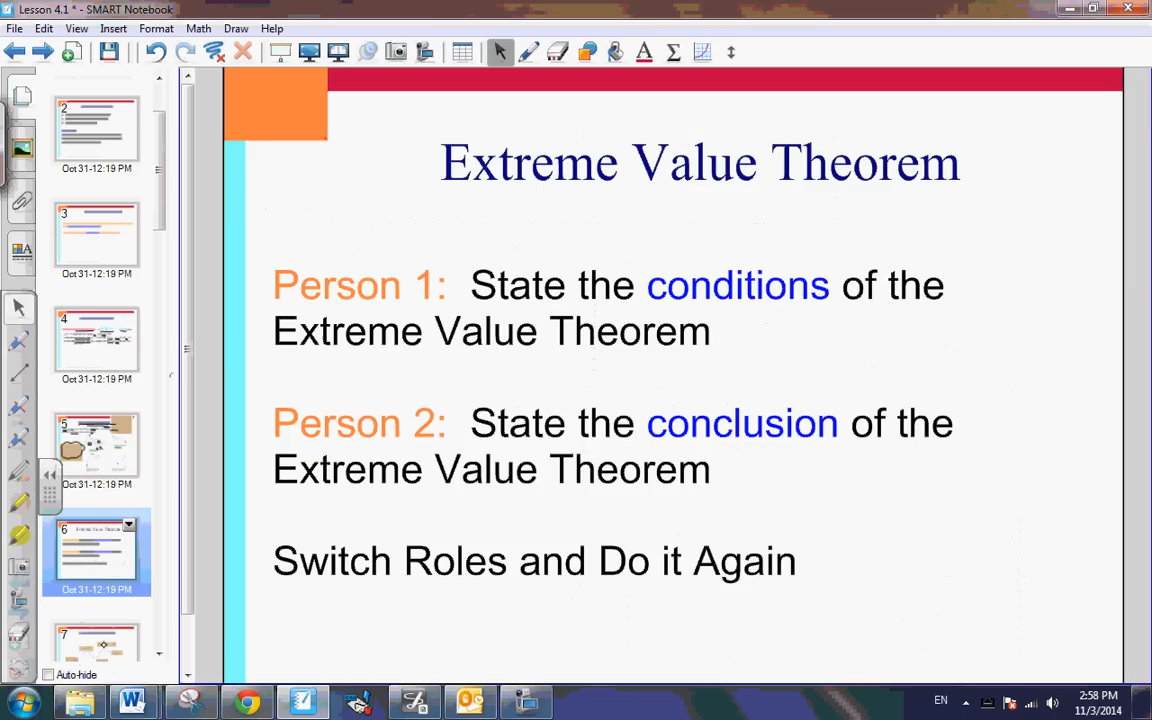 Lesson 4.1 * - SMART Notebook
File Edit View Insert Format Math Draw Help
2
Oct 31-12:19 PM
3
Oct 31-12:19 PM
4
Oct 31-12:19 PM
5
Oct 31-12:19 PM
6
Oct 31-12:19 PM
7
Auto-hide
Extreme Value Theorem
Person 1: State the conditions of the
Extreme Value Theorem
Person 2: State the conclusion of the
Extreme Value Theorem
Switch Roles and Do it Again
EN
2:58 PM
11/3/2014